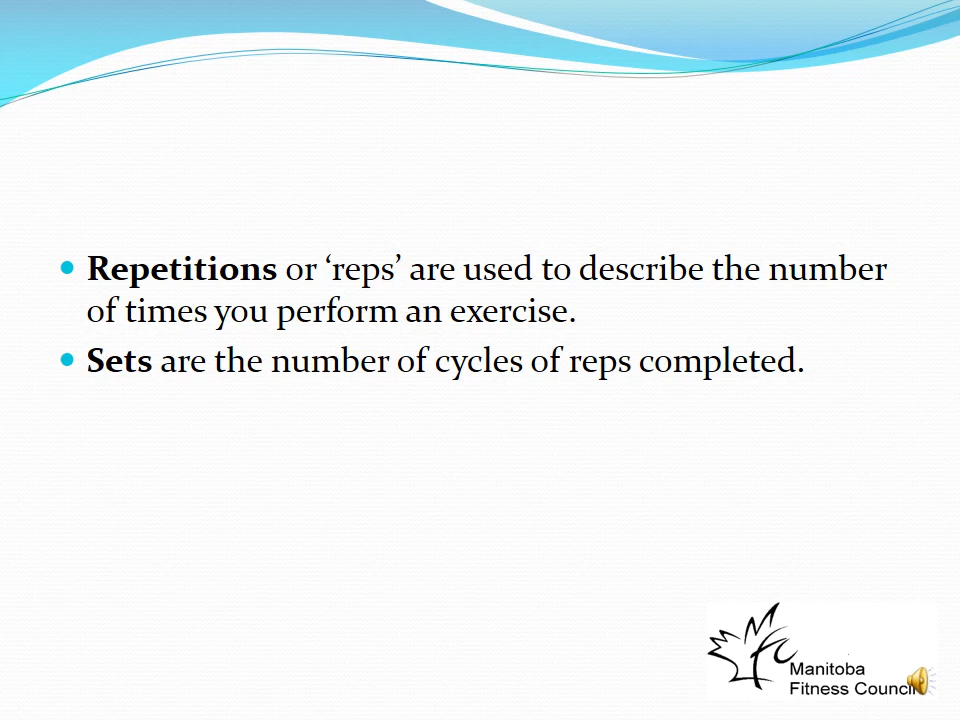 Repetitions or ‘reps’ are used to describe the number
of times you perform an exercise.
Sets are the number of cycles of reps completed.
Manitoba
Fitness Council